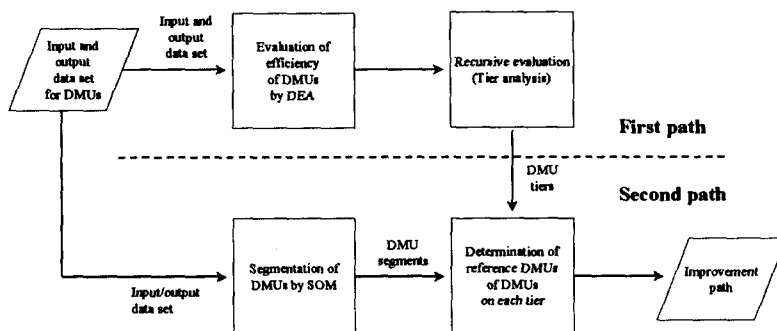 Input and
output
data set
for DMUs
Input and
output
data set
Evaluation of
efficiency
of DMUs
by DEA
Recursive evaluation
(Tier analysis)
First path
DMU
tiers
Second path
Input/output
data set
Segmentation of
DMUs by SOM
DMU
segments
Determination of
reference DMUs
of DMUs
on each tier
Improvement
path